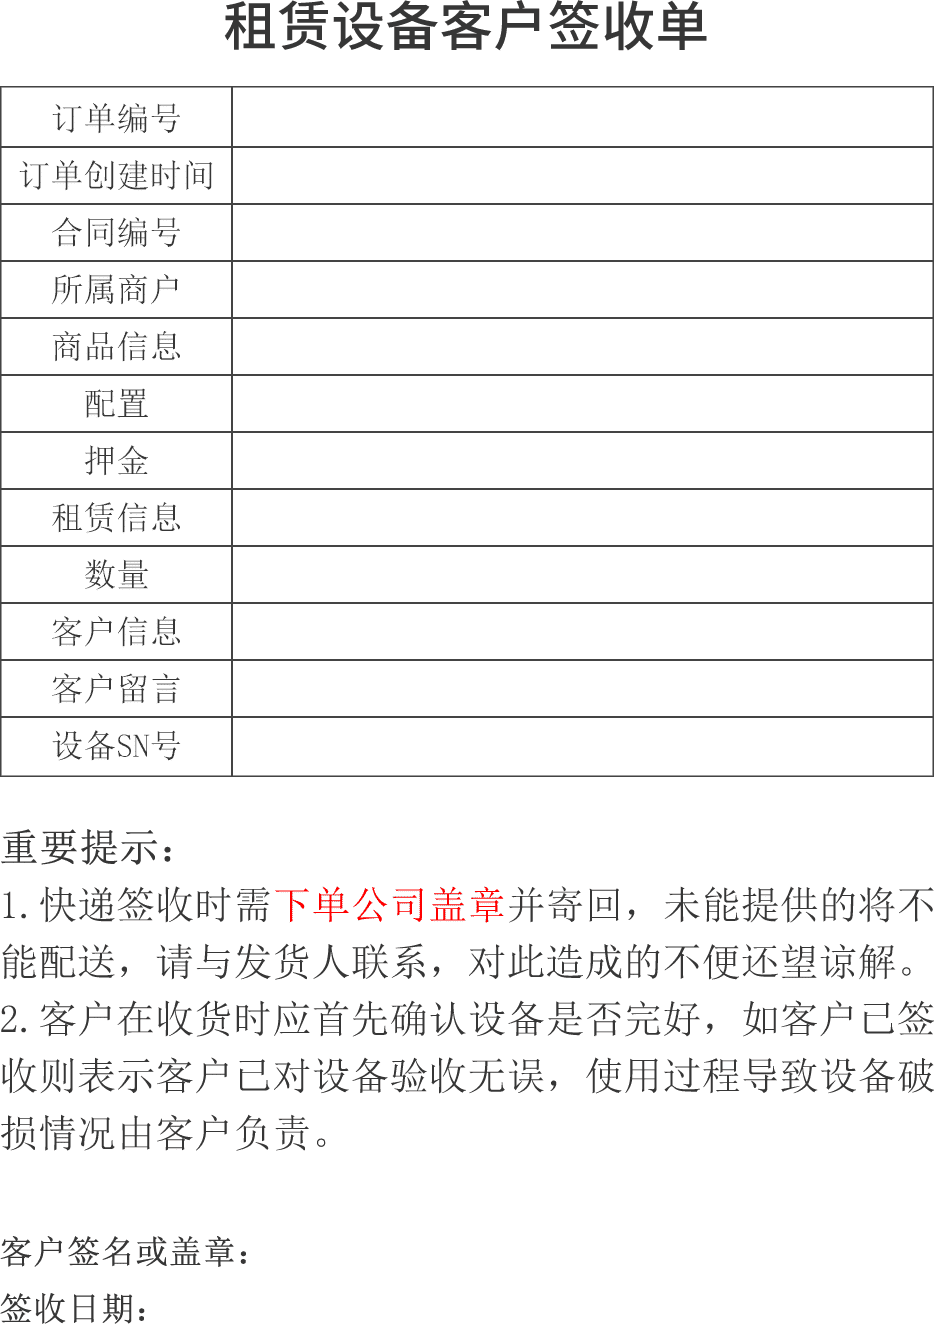 租赁设备客户签收单
订单编号
订单创建时间
合同编号
所属商户
商品信息
配置
押金
租赁信息
数量
客户信息
客户留言
设备SN号
重要提示：
1.快递签收时需下单公司盖章并寄回，未能提供的将不
能配送，请与发货人联系，对此造成的不便还望谅解。
2.客户在收货时应首先确认设备是否完好，如客户已签
收则表示客户已对设备验收无误，使用过程导致设备破
损情况由客户负责。
客户签名或盖章：
签收日期：